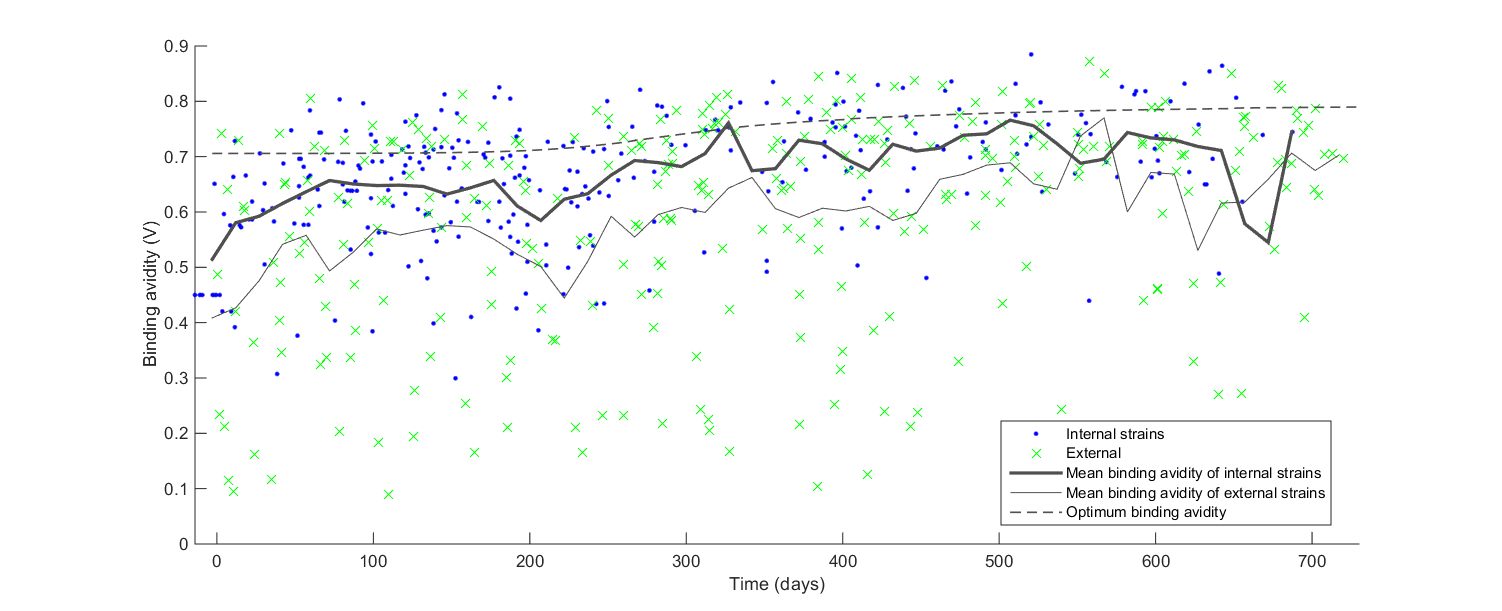 0.9
0.8
0.7
0.6
0.5
0.4
0.3
0.2
0.1
0
Binding avidity (V)
0 100 200 300 400 500 600 700
Time (days)
Internal strains
External
Mean binding avidity of internal strains
Mean binding avidity of external strains
Optimum binding avidity